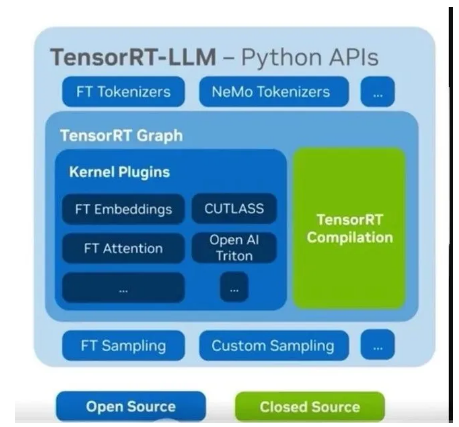 TensorRT-LLM – Python APIs
FT Tokenizers NeMo Tokenizers ...
TensorRT Graph
Kernel Plugins
FT Embeddings CUTLASS
FT Attention Open AI
Triton
... ...
TensorRT
Compilation
FT Sampling Custom Sampling ...
Open Source Closed Source